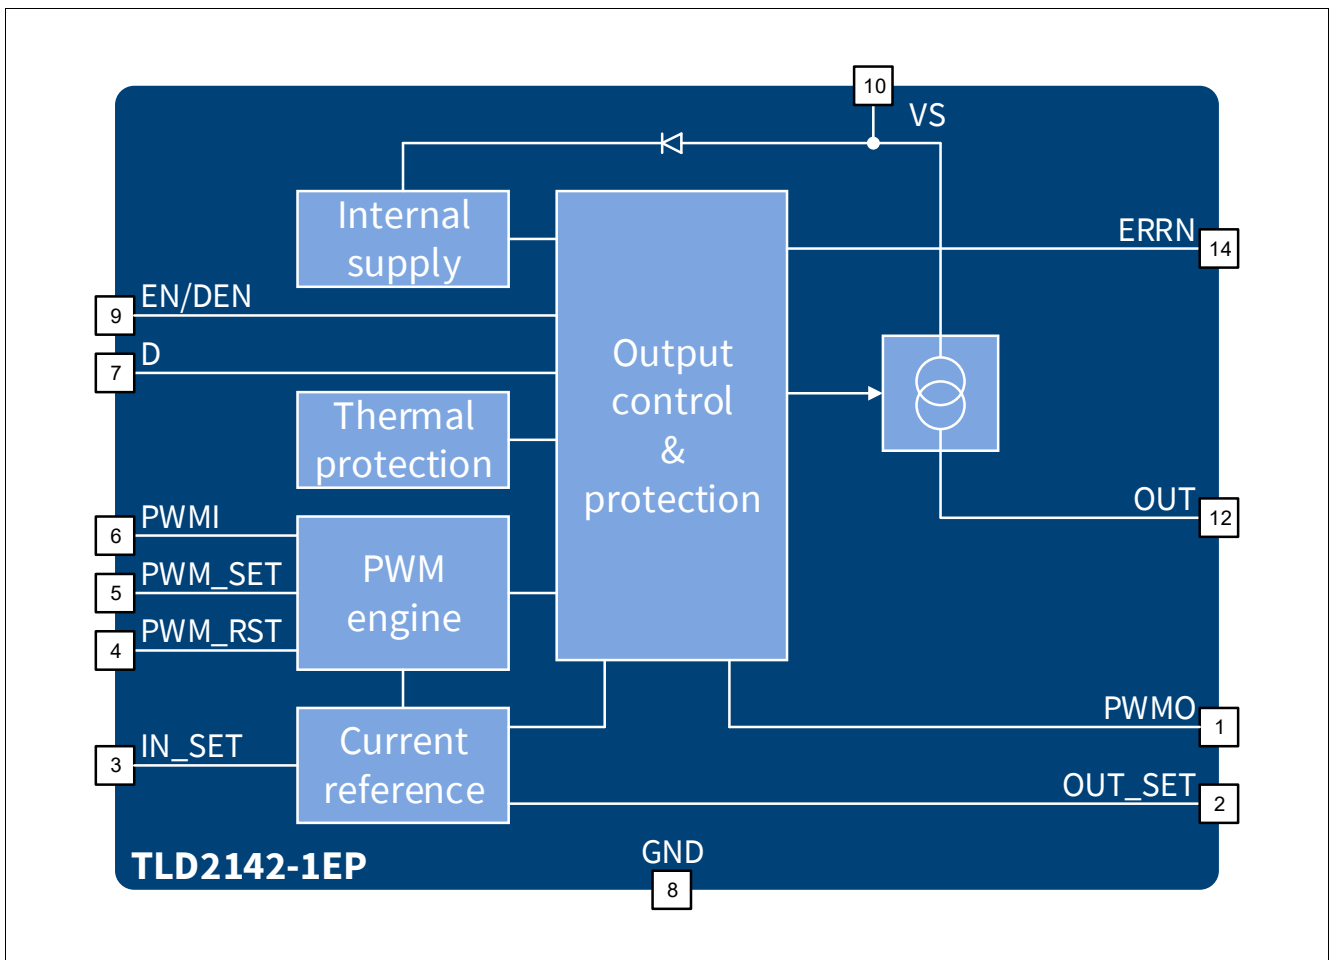 10
VS
Internal
supply
ERRN
14
EN/DEN
9
D
7
Output
control
&
protection
Thermal
protection
PWMI
6
PWM_SET
5
PWM_RST
4
PWM
engine
OUT
12
IN_SET
3
Current
reference
PWMO
1
OUT_SET
2
GND
8
TLD2142-1EP